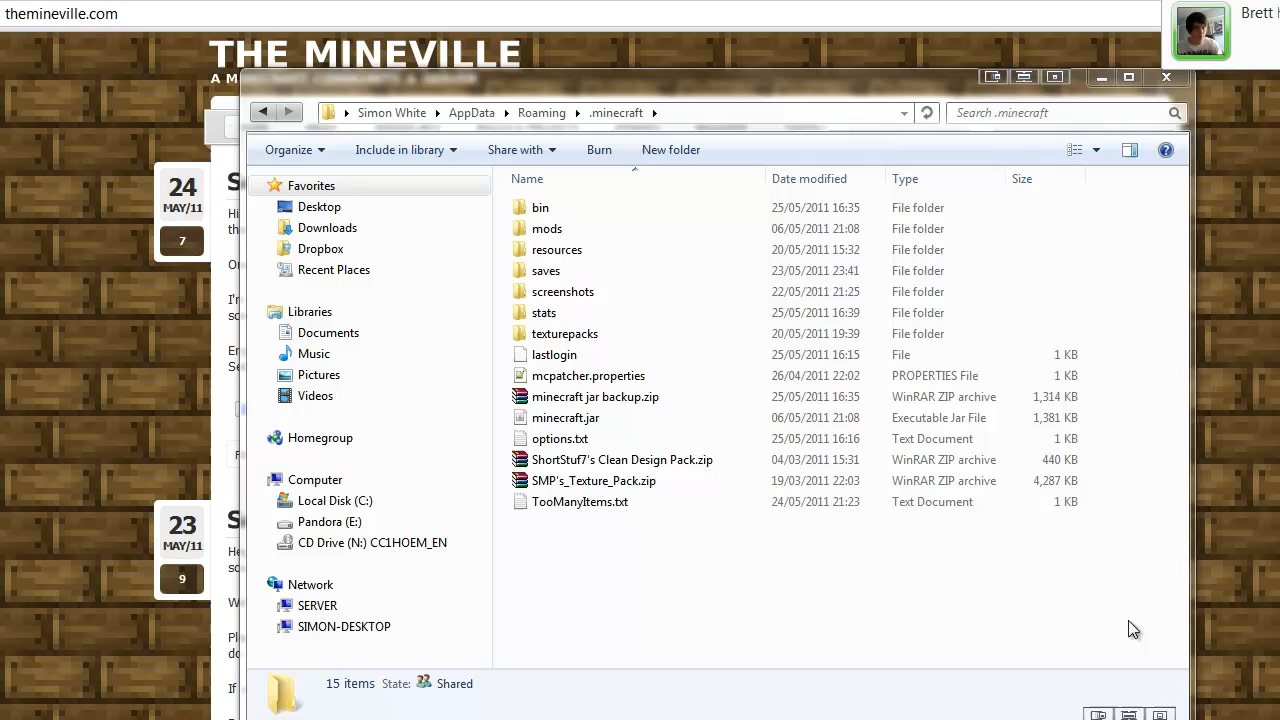 themineville.com
Brett
THE MINEVILLE
Simon White AppData Roaming .minecraft
Search .minecraft
Organize Include in library Share with Burn New folder
Name Date modified Type Size
Favorites
Desktop
Downloads
Dropbox
Recent Places
Libraries
Documents
Music
Pictures
Videos
Homegroup
Computer
Local Disk (C:)
Pandora (E:)
CD Drive (N:) CC1HOEM_EN
Network
SERVER
SIMON-DESKTOP
bin 25/05/2011 16:35 File folder
mods 06/05/2011 21:08 File folder
resources 20/05/2011 15:32 File folder
saves 23/05/2011 23:41 File folder
screenshots 22/05/2011 21:25 File folder
stats 25/05/2011 16:39 File folder
texturepacks 20/05/2011 19:39 File folder
lastlogin 25/05/2011 16:15 File 1 KB
mcpatcher.properties 26/04/2011 22:02 PROPERTIES File 1 KB
minecraft jar backup.zip 25/05/2011 16:35 WinRAR ZIP archive 1,314 KB
minecraft.jar 06/05/2011 21:08 Executable Jar File 1,381 KB
options.txt 25/05/2011 16:16 Text Document 1 KB
ShortStuf7's Clean Design Pack.zip 04/03/2011 15:31 WinRAR ZIP archive 440 KB
SMP's_Texture_Pack.zip 19/03/2011 22:03 WinRAR ZIP archive 4,287 KB
TooManyItems.txt 24/05/2011 21:23 Text Document 1 KB
24
MAY/11
7
23
MAY/11
9
15 items State: Shared